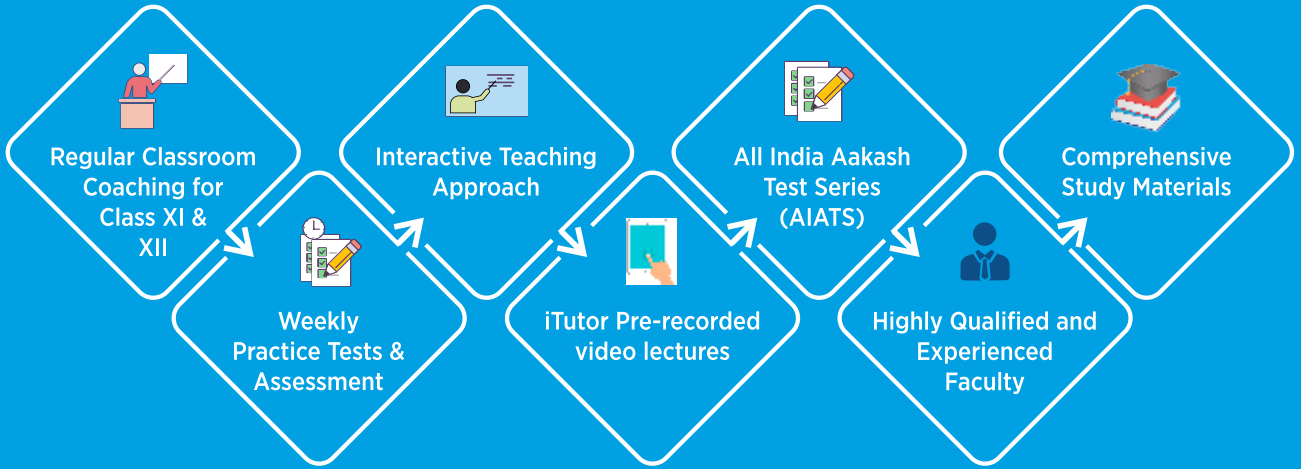 Regular Classroom
Coaching for
Class XI &
XII
Weekly
Practice Tests &
Assessment
Interactive Teaching
Approach
iTutor Pre-recorded
video lectures
All India Aakash
Test Series
(AIATS)
Highly Qualified and
Experienced
Faculty
Comprehensive
Study Materials